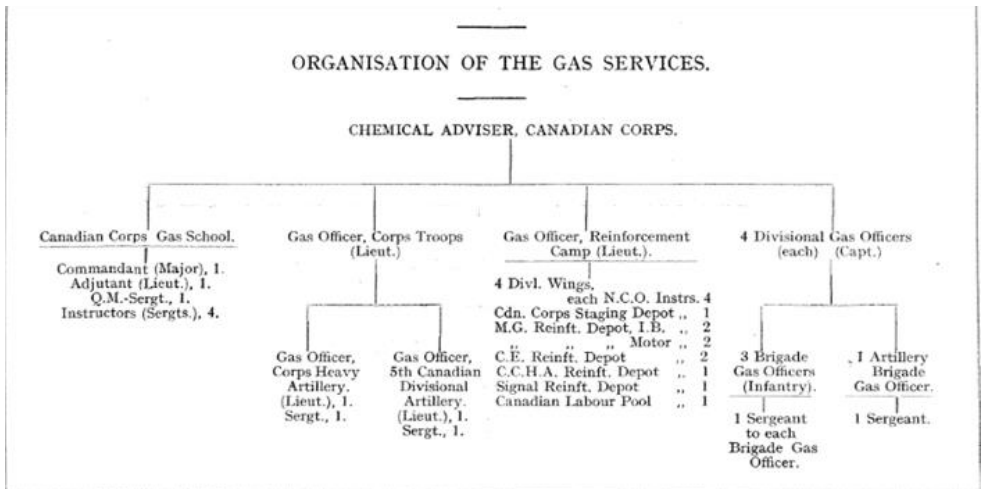 ORGANISATION OF THE GAS SERVICES.
CHEMICAL ADVISER, CANADIAN CORPS.
Canadian Corps Gas School.
Commandant (Major), 1.
Adjutant (Lieut.), 1.
Q.M.-Sergt., 1.
Instructors (Sergts.), 4.
Gas Officer, Corps Troops
(Lieut.)
Gas Officer,
Corps Heavy
Artillery.
(Lieut.), 1.
Sergt., 1.
Gas Officer,
5th Canadian
Divisional
Artillery.
(Lieut.), 1.
Sergt., 1.
Gas Officer, Reinforcement
Camp (Lieut.).
4 Divl. Wings,
each N.C.O. Instrs. 4
Cdn. Corps Staging Depot ,, 1
M.G. Reinft. Depot, I.B. ,, 2
,, ,, ,, Motor ,, 2
C.E. Reinft. Depot ,, 2
C.C.H.A. Reinft. Depot ,, 1
Signal Reinft. Depot ,, 1
Canadian Labour Pool ,, 1
4 Divisional Gas Officers
(each) (Capt.)
3 Brigade
Gas Officers
(Infantry).
1 Sergeant
to each
Brigade Gas
Officer.
1 Artillery
Brigade
Gas Officer.
1 Sergeant.